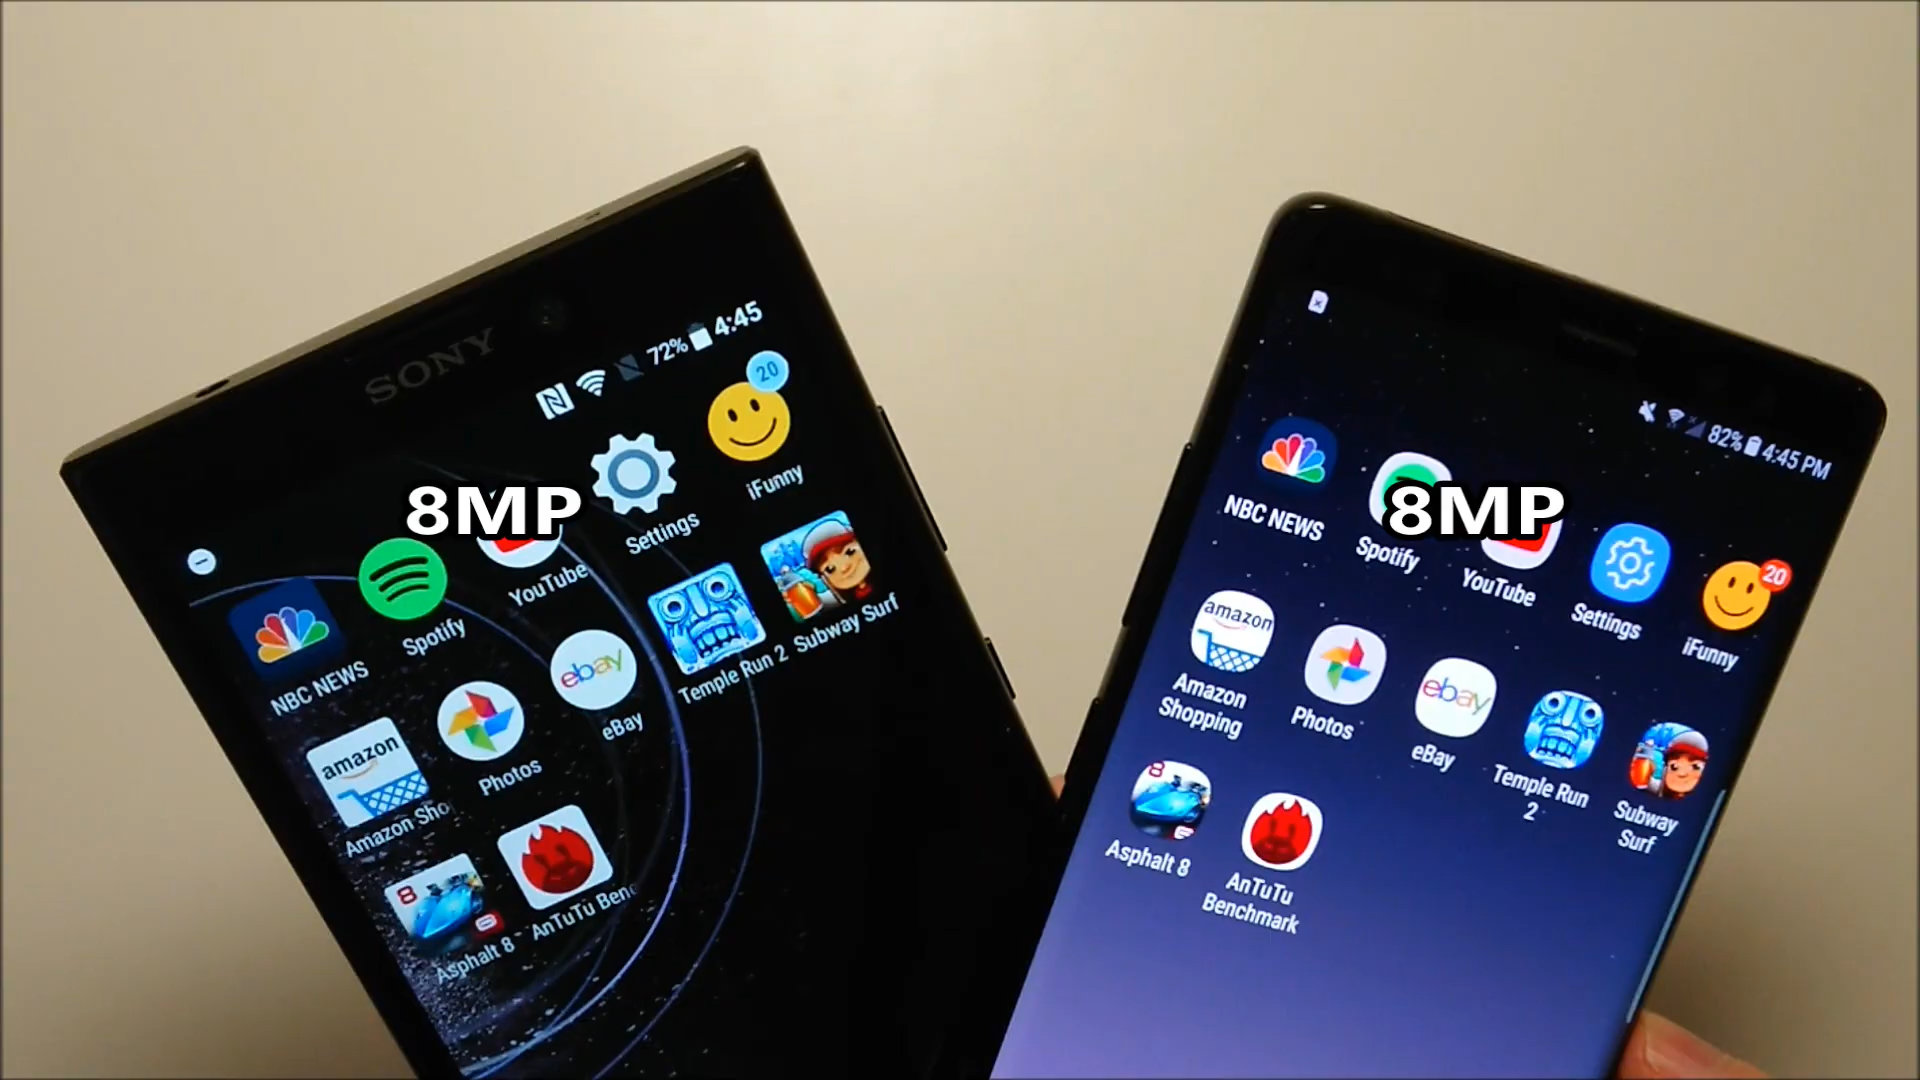 SONY
72% 4:45
20
iFunny
Settings
8MP
YouTube
Spotify
NBC NEWS
Subway Surf
Temple Run 2
ebay
eBay
Photos
amazon
Amazon Sho
8
Asphalt 8
AnTuTu Ben
82% 4:45 PM
NBC NEWS
8MP
Spotify
YouTube
Settings
20
iFunny
amazon
Amazon
Shopping
Photos
ebay
eBay
Temple Run
2
Subway
Surf
8
Asphalt 8
AnTuTu
Benchmark